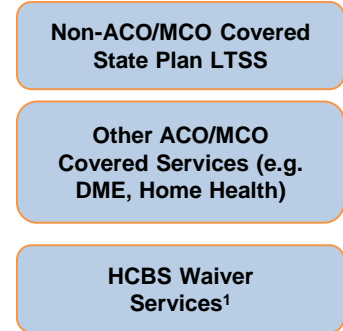 Non-ACO/MCO Covered
State Plan LTSS
Other ACO/MCO
Covered Services (e.g.
DME, Home Health)
HCBS Waiver
Services¹